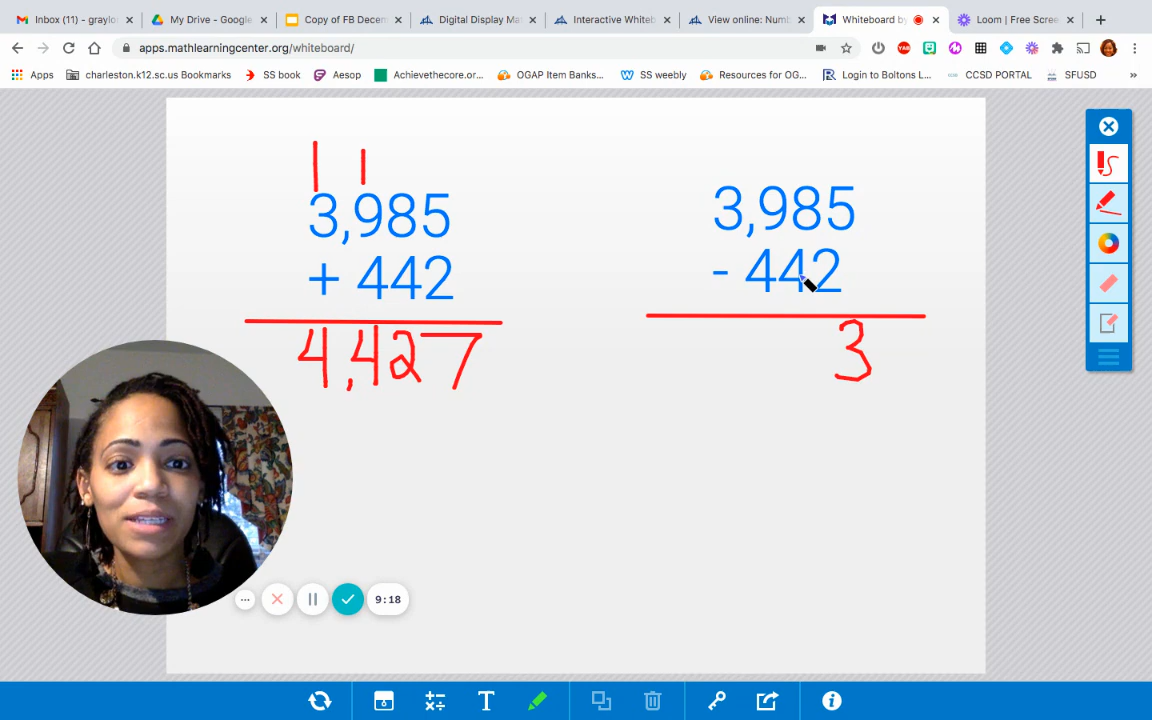 Inbox (11) - graylo
My Drive - Google
Copy of FB Decem
Digital Display Ma
Interactive Whiteb
View online: Numb
Whiteboard by
Loom | Free Scree
apps.mathlearningcenter.org/whiteboard/
Apps
charleston.k12.sc.us Bookmarks
SS book
Aesop
Achievethecore.or...
OGAP Item Banks...
SS weekly
Resources for OG...
Login to Boltons L...
CCSD PORTAL
SFUSD
»
1 1
3,985
+ 442
4,427
3,985
- 442
3
9:18